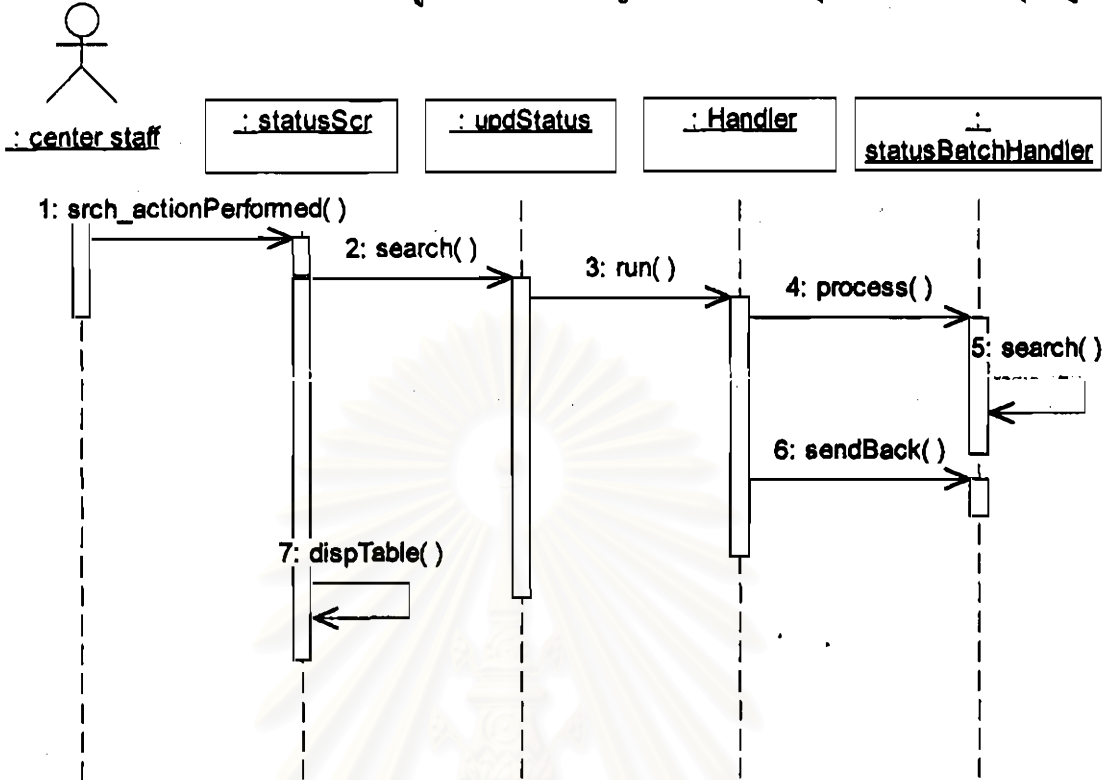 : center staff
: statusScr
: updStatus
: Handler
:
statusBatchHandler
1: srch_actionPerformed( )
2: search( )
3: run( )
4: process( )
5: search( )
6: sendBack( )
7: dispTable( )